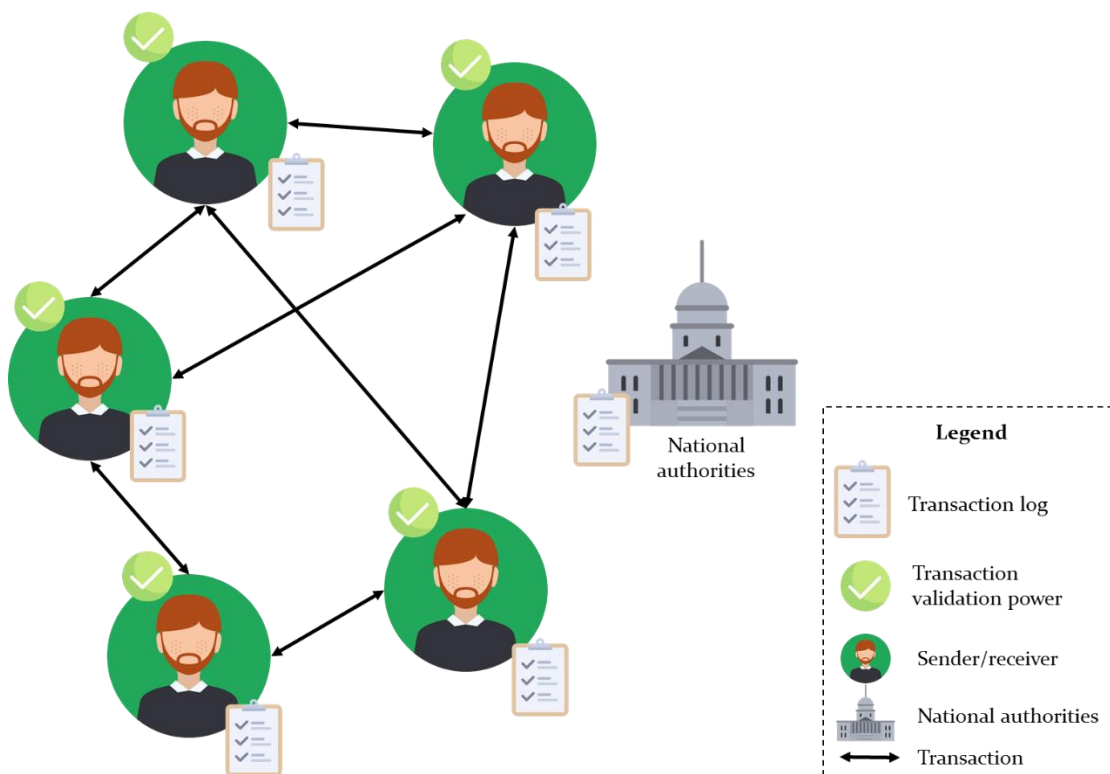 National
authorities
Legend
Transaction log
Transaction
validation power
Sender/receiver
National authorities
Transaction